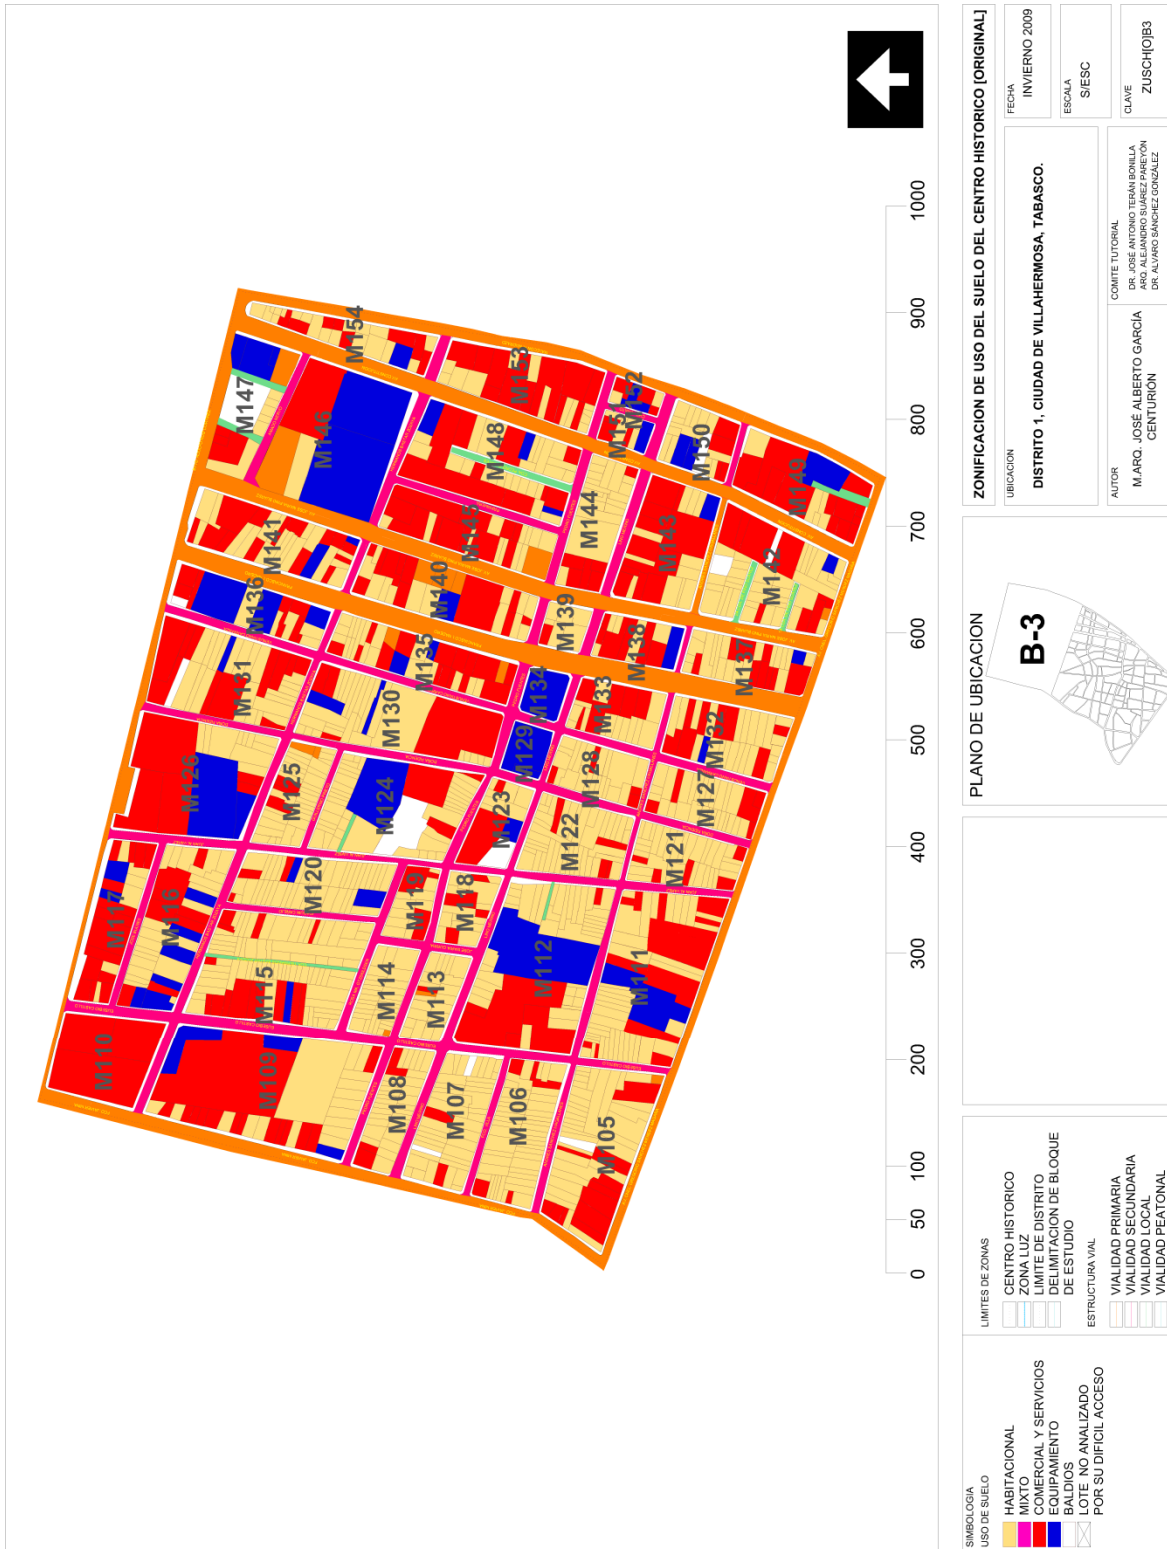 ZONIFICACION DE USO DEL SUELO DEL CENTRO HISTORICO [ORIGINAL]
UBICACION
DISTRITO 1, CIUDAD DE VILLAHERMOSA, TABASCO.
FECHA
INVIERNO 2009
ESCALA
S/ESC
CLAVE
ZUSCH[O]B3
AUTOR
M.ARQ. JOSÉ ALBERTO GARCÍA
CENTURIÓN
COMITE TUTORIAL
DR. JOSÉ ANTONIO TERÁN BONILLA
ARQ. ALEJANDRO SUÁREZ PAREYÓN
DR. ALVARO SÁNCHEZ GONZÁLEZ
PLANO DE UBICACION
B-3
SIMBOLOGIA
USO DE SUELO
HABITACIONAL
MIXTO
COMERCIAL Y SERVICIOS
EQUIPAMIENTO
BALDIOS
LOTE NO ANALIZADO
POR SU DIFICIL ACCESO
LIMITES DE ZONAS
CENTRO HISTORICO
ZONA LUZ
LIMITE DE DISTRITO
DELIMITACION DE BLOQUE
DE ESTUDIO
ESTRUCTURA VIAL
VIALIDAD PRIMARIA
VIALIDAD SECUNDARIA
VIALIDAD LOCAL
VIALIDAD PEATONAL
0
50
100
200
300
400
500
600
700
800
900
1000
M105
M106
M107
M108
M109
M110
M111
M112
M113
M114
M115
M116
M117
M118
M119
M120
M121
M122
M123
M124
M125
M126
M127
M128
M129
M130
M131
M132
M133
M134
M135
M136
M137
M138
M139
M140
M141
M142
M143
M144
M145
M146
M147
M148
M149
M150
M151
M152
M153
M154